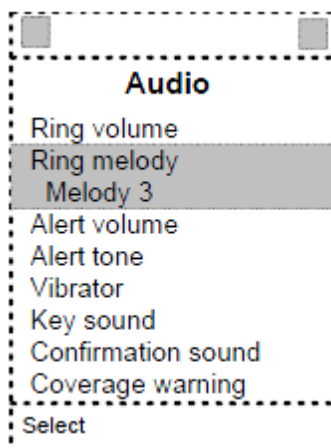 Audio
Ring volume
Ring melody
Melody 3
Alert volume
Alert tone
Vibrator
Key sound
Confirmation sound
Coverage warning
Select